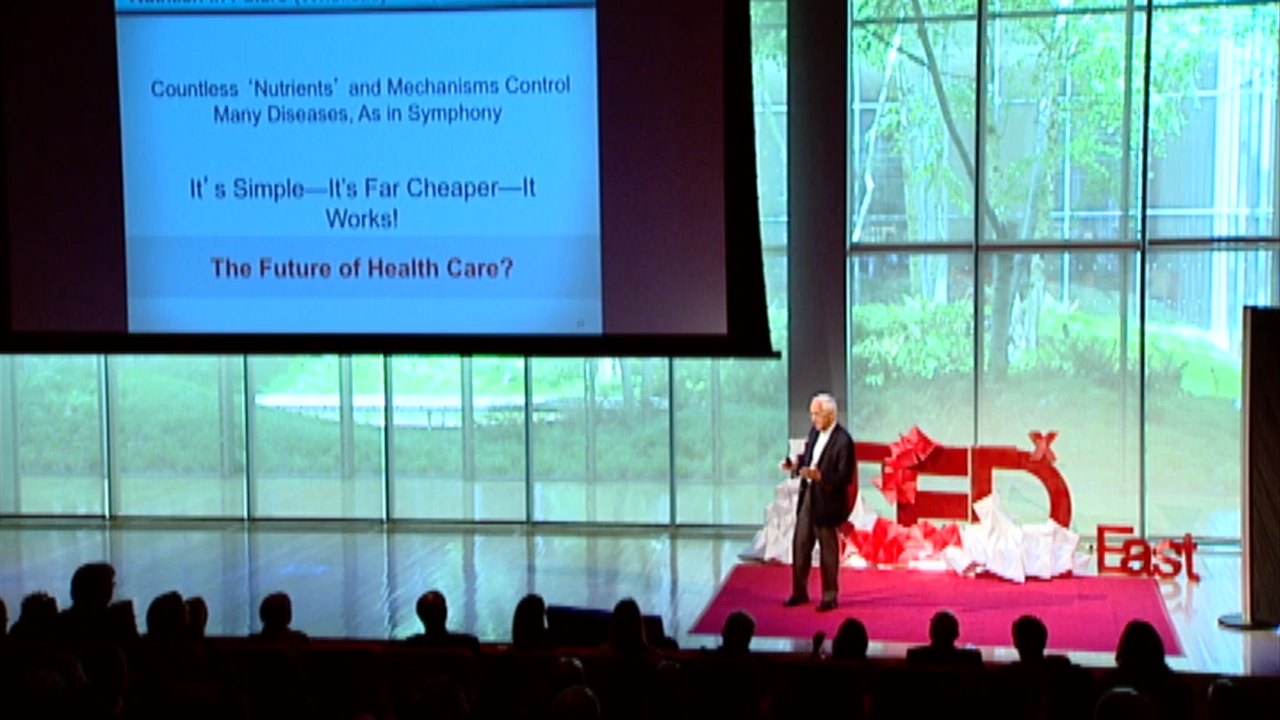 Countless 'Nutrients' and Mechanisms Control
Many Diseases, As in Symphony
It' s Simple—It's Far Cheaper—It
Works!
The Future of Health Care?
TEDx
East